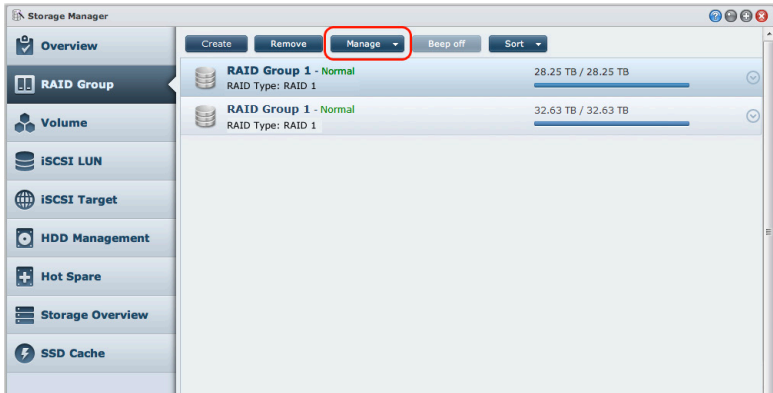 Storage Manager
Overview
RAID Group
Volume
iSCSI LUN
iSCSI Target
HDD Management
Hot Spare
Storage Overview
SSD Cache
Create Remove Manage Beep off Sort
RAID Group 1 - Normal 28.25 TB / 28.25 TB
RAID Type: RAID 1
RAID Group 1 - Normal 32.63 TB / 32.63 TB
RAID Type: RAID 1